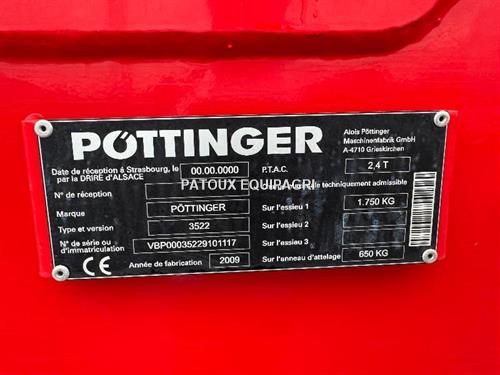 PÖTTINGER
Alois Pöttinger
Maschinenfabrik GmbH
A-4710 Grieskirchen
Date de réception à Strasbourg, le 00.00.0000
par la DRIRE D'ALSACE
P.T.A.C. 2,4 T
N° de réception
techniquement admissible
PATOUX EQUIPAGRI
Marque PÖTTINGER
Sur l'essieu 1 1.750 KG
Type et version 3522
Sur l'essieu 2
N° de série ou
d'immatriculation VBP00035229101117
Sur l'essieu 3
CE Année de fabrication 2009
Sur l'anneau d'attelage 650 KG